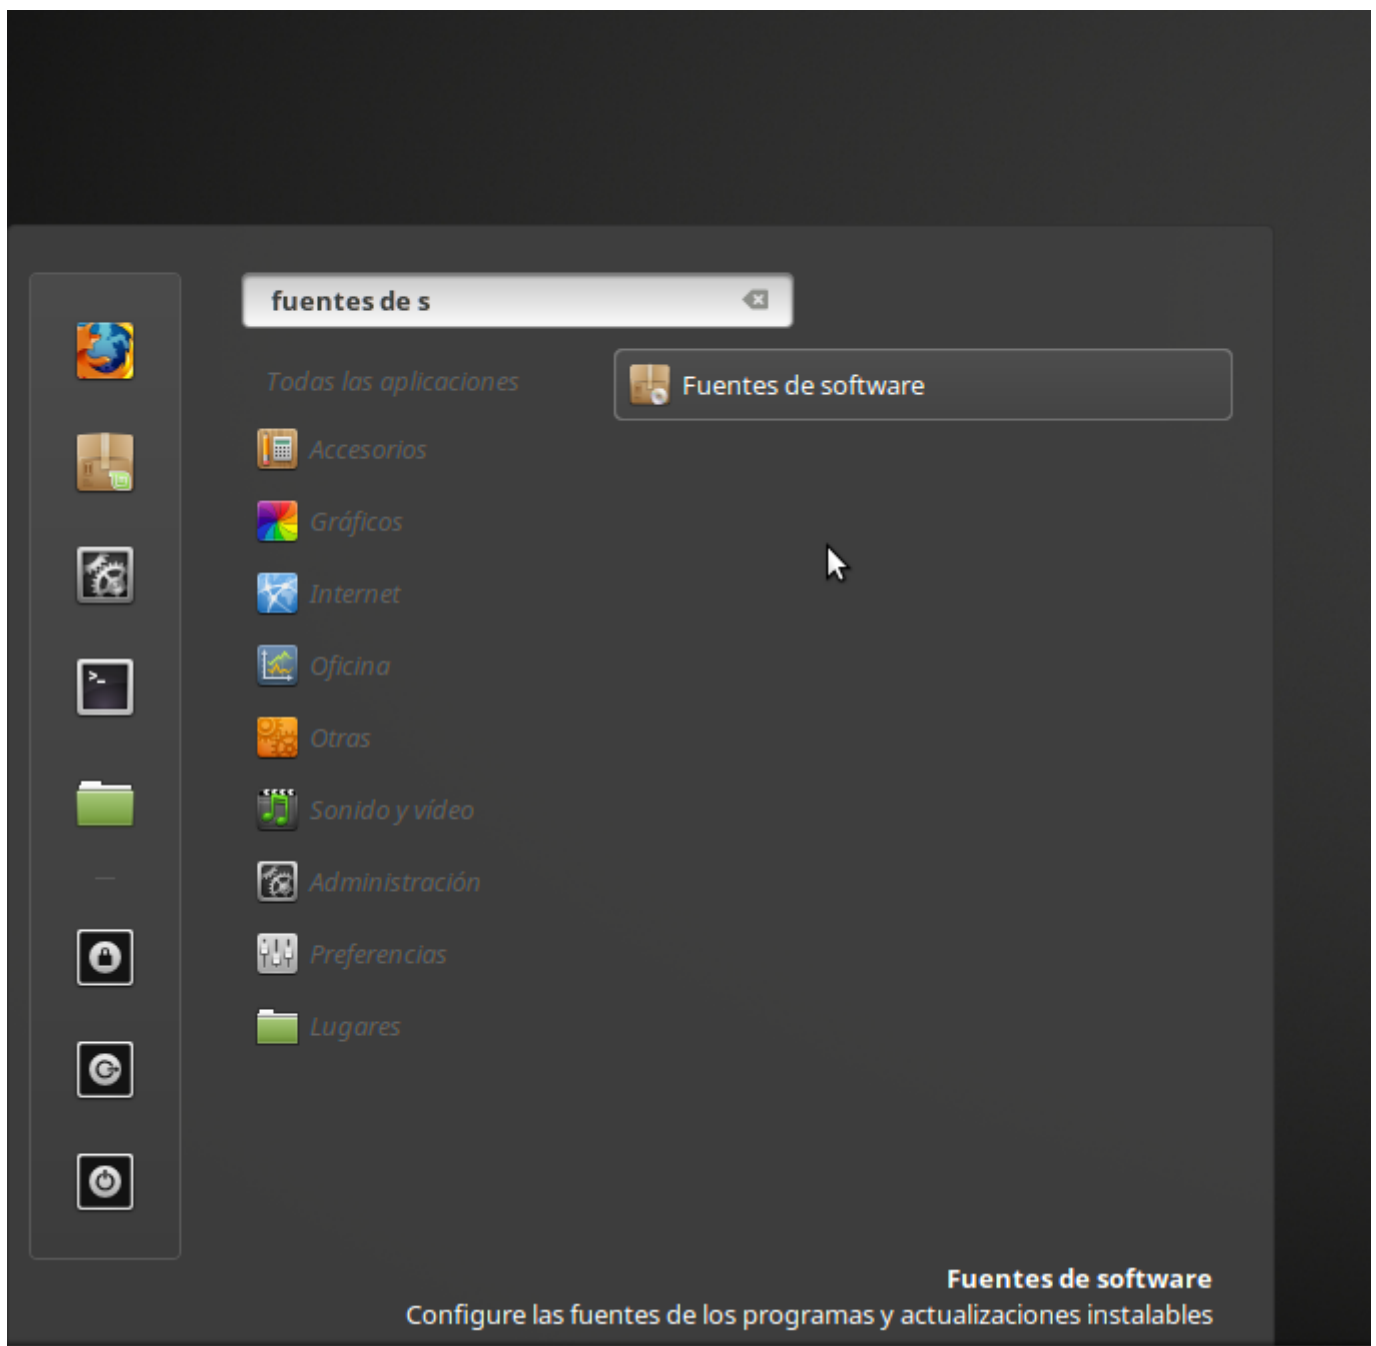 fuentes de s
Todas las aplicaciones
Fuentes de software
Accesorios
Gráficos
Internet
Oficina
Otras
Sonido y vídeo
Administración
Preferencias
Lugares
Fuentes de software
Configure las fuentes de los programas y actualizaciones instalables